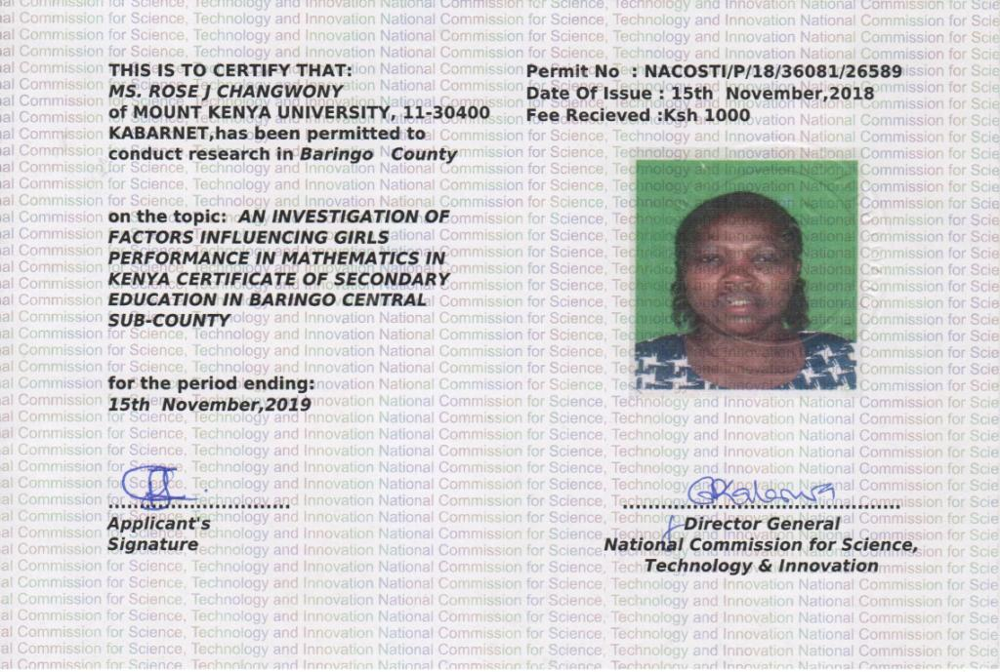 THIS IS TO CERTIFY THAT:
MS. ROSE J CHANGWONY
of MOUNT KENYA UNIVERSITY, 11-30400
KABARNET,has been permitted to
conduct research in Baringo County
on the topic: AN INVESTIGATION OF
FACTORS INFLUENCING GIRLS
PERFORMANCE IN MATHEMATICS IN
KENYA CERTIFICATE OF SECONDARY
EDUCATION IN BARINGO CENTRAL
SUB-COUNTY
for the period ending:
15th November,2019
Applicant's
Signature
Permit No : NACOSTI/P/18/36081/26589
Date Of Issue : 15th November,2018
Fee Recieved :Ksh 1000
Director General
National Commission for Science,
Technology & Innovation